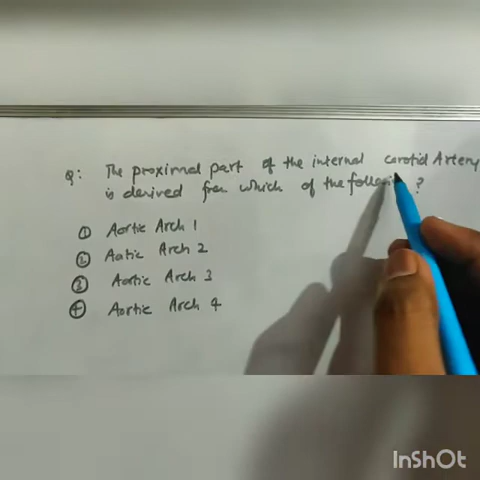 Q: The proximal part of the internal carotid Artery
is derived from which of the following ?
① Aortic Arch 1
② Aatic Arch 2
③ Aortic Arch 3
④ Aortic Arch 4
InShOt